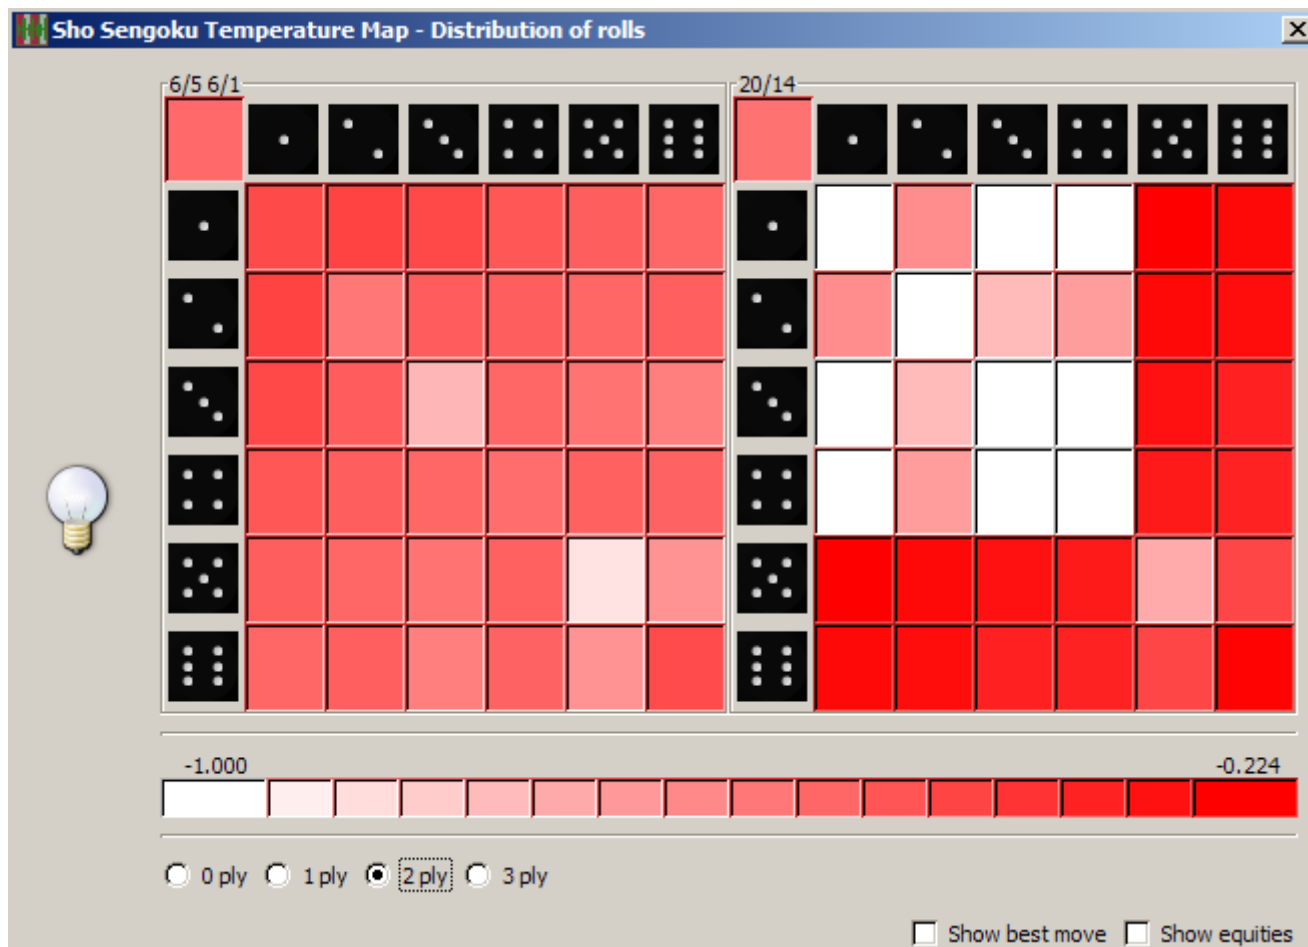 Sho Sengoku Temperature Map - Distribution of rolls
6/5 6/1
20/14
-1.000
-0.224
0 ply
1 ply
2 ply
3 ply
Show best move
Show equities